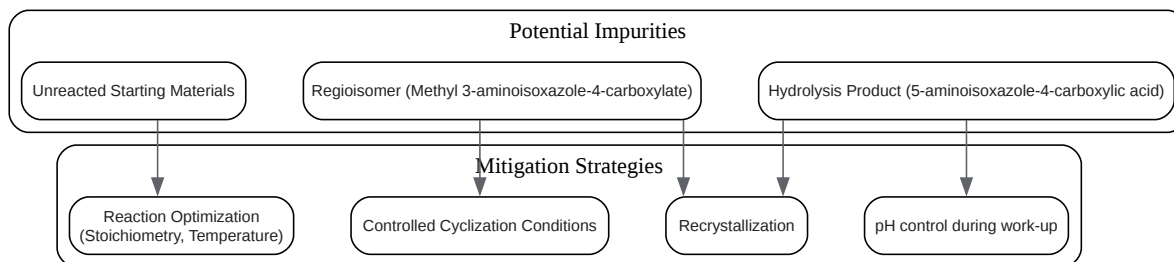 Potential Impurities
Unreacted Starting Materials
Regioisomer (Methyl 3-aminoisoxazole-4-carboxylate)
Hydrolysis Product (5-aminoisoxazole-4-carboxylic acid)
Mitigation Strategies
Reaction Optimization
(Stoichiometry, Temperature)
Controlled Cyclization Conditions
Recrystallization
pH control during work-up